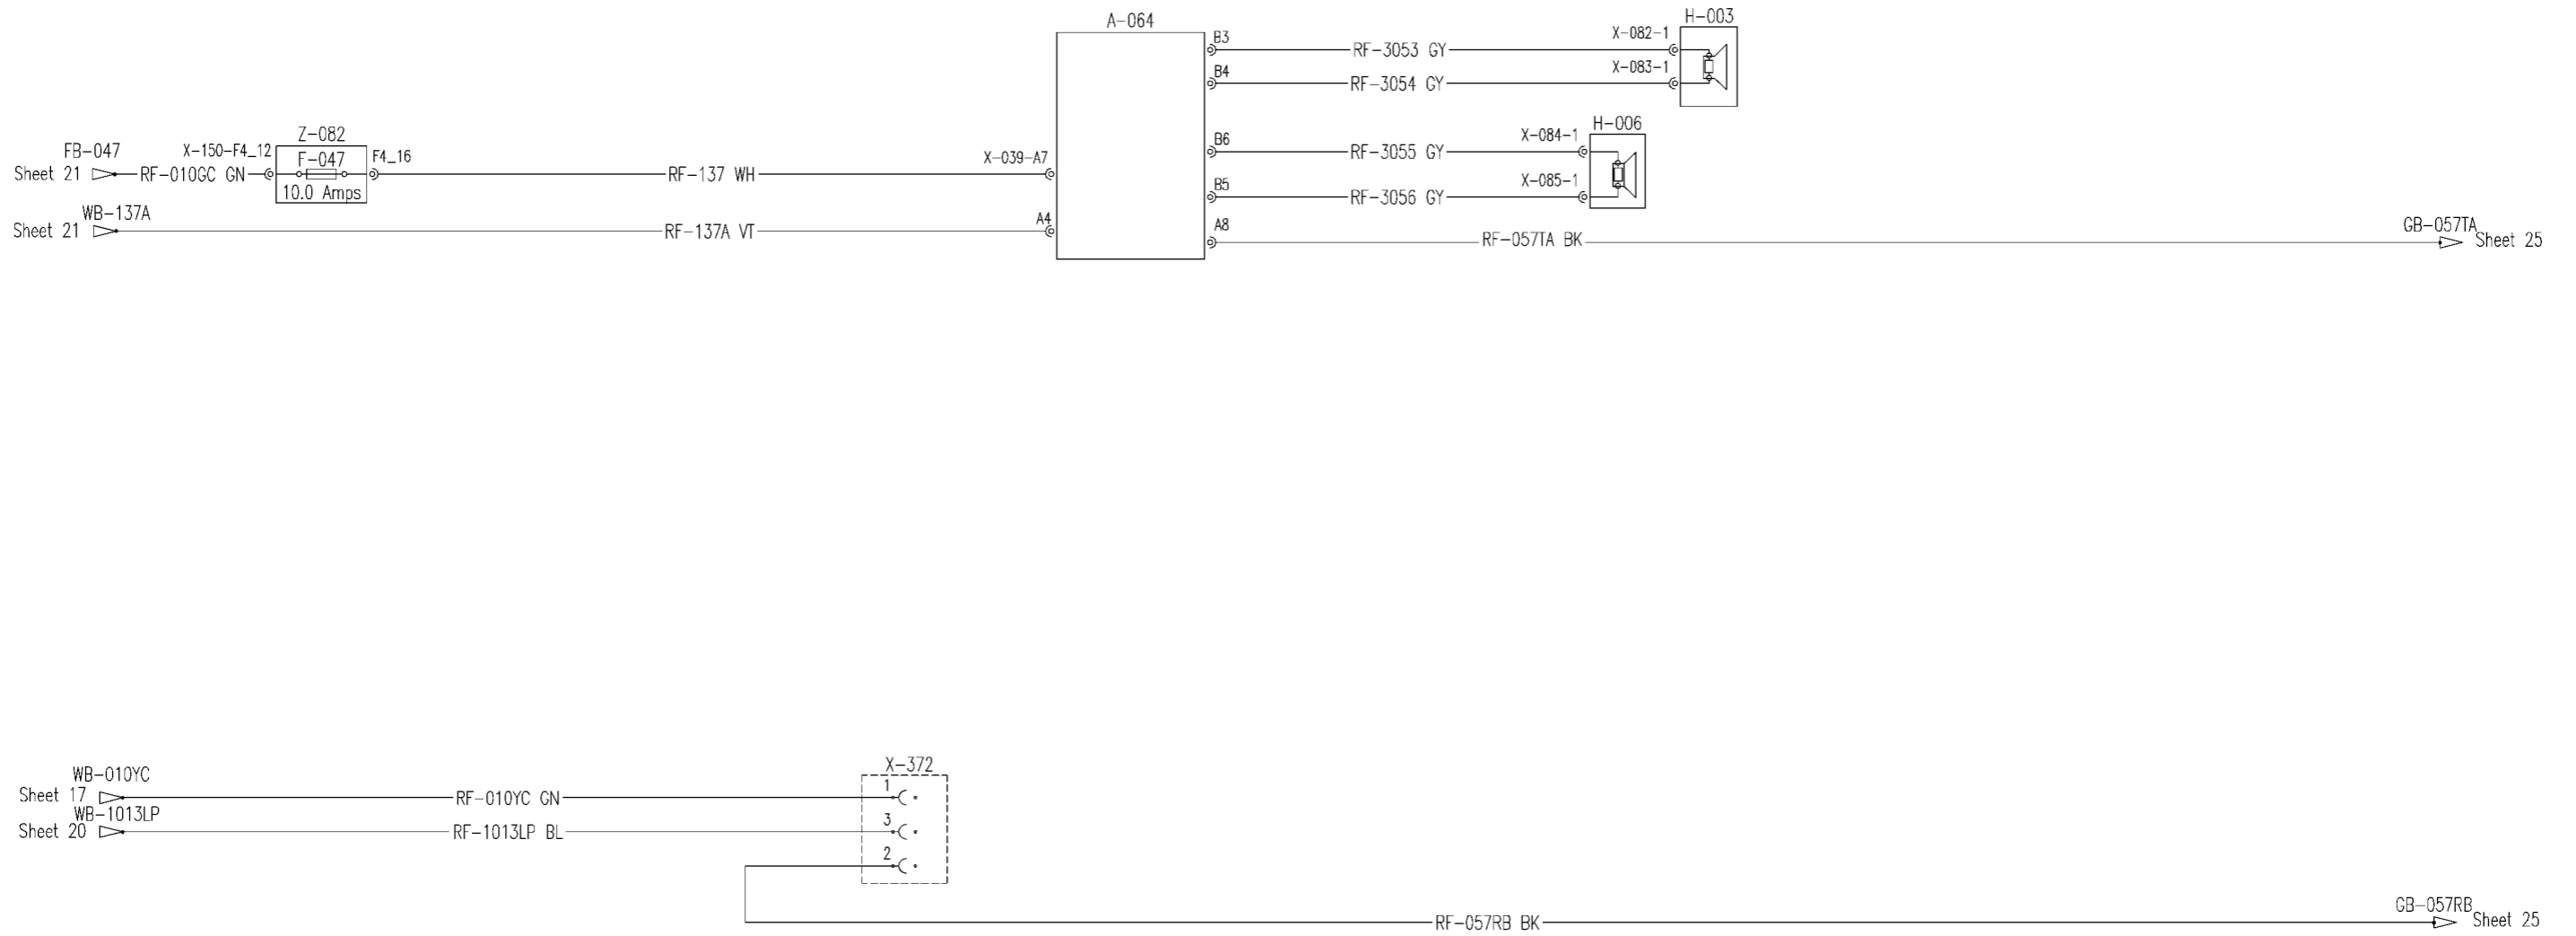 A-064
H-003
B3
RF-3053 GY
X-082-1
B4
RF-3054 GY
X-083-1
H-006
Z-082
FB-047
X-150-F4_12
F-047
F4_16
X-039-A7
B6
RF-3055 GY
X-084-1
Sheet 21
RF-010GC GN
10.0 Amps
RF-137 WH
B5
RF-3056 GY
X-085-1
WB-137A
Sheet 21
RF-137A VT
A4
A8
RF-057TA BK
GB-057TA
Sheet 25
WB-010YC
X-372
Sheet 17
RF-010YC GN
1
WB-1013LP
Sheet 20
RF-1013LP BL
3
2
RF-057RB BK
GB-057RB
Sheet 25